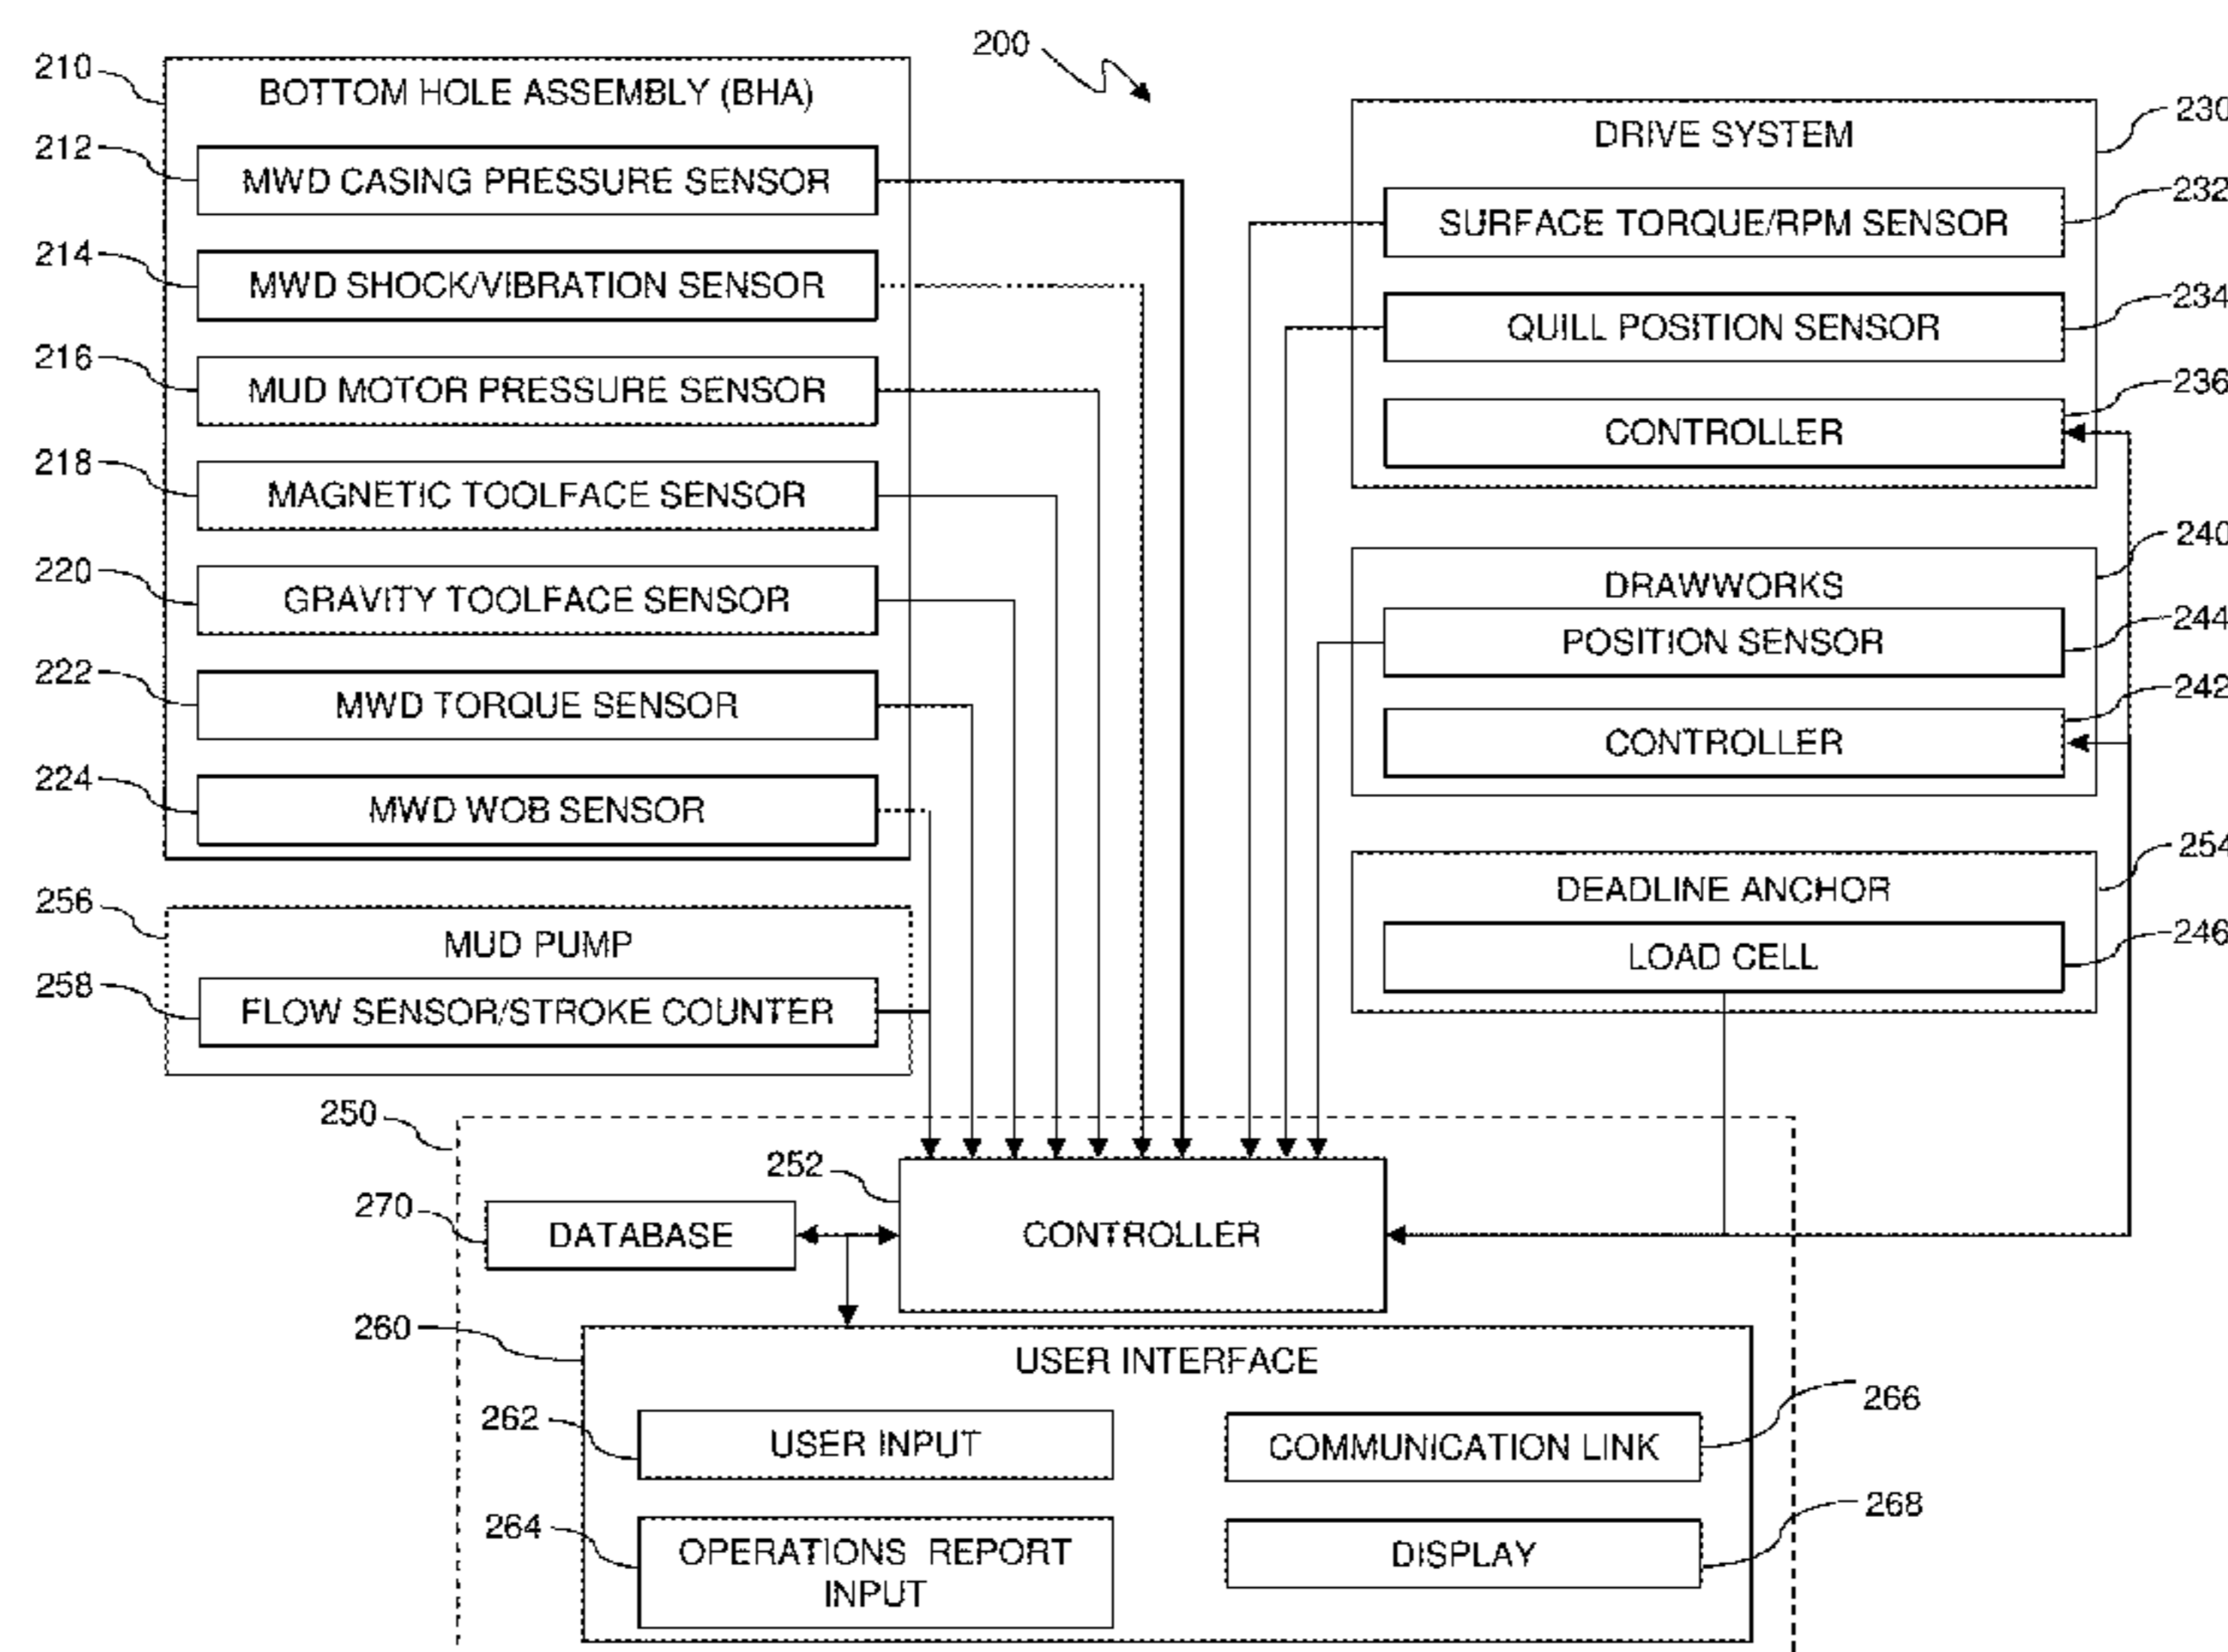 200
210
BOTTOM HOLE ASSEMBLY (BHA)
212
MWD CASING PRESSURE SENSOR
214
MWD SHOCK/VIBRATION SENSOR
216
MUD MOTOR PRESSURE SENSOR
218
MAGNETIC TOOLFACE SENSOR
220
GRAVITY TOOLFACE SENSOR
222
MWD TORQUE SENSOR
224
MWD WOB SENSOR
256
MUD PUMP
258
FLOW SENSOR/STROKE COUNTER
230
DRIVE SYSTEM
232
SURFACE TORQUE/RPM SENSOR
234
QUILL POSITION SENSOR
236
CONTROLLER
240
DRAWWORKS
244
POSITION SENSOR
242
CONTROLLER
254
DEADLINE ANCHOR
246
LOAD CELL
250
252
CONTROLLER
270
DATABASE
260
USER INTERFACE
262
USER INPUT
266
COMMUNICATION LINK
264
OPERATIONS REPORT
INPUT
268
DISPLAY